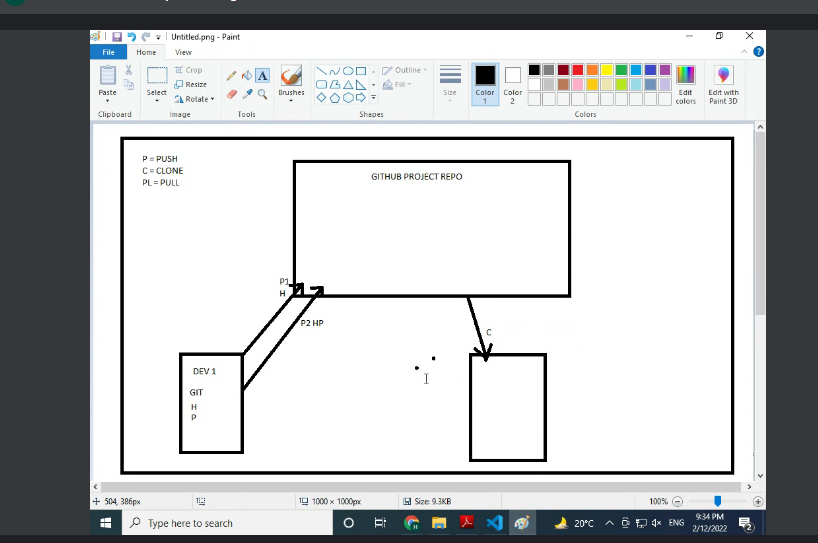 Untitled.png - Paint
File Home View
Paste
Select
Crop
Resize
Rotate
A
Brushes
Outline
Fill
Size
Color 1
Color 2
Edit colors
Edit with Paint 3D
Clipboard Image Tools Shapes Colors
P = PUSH
C = CLONE
PL = PULL
GITHUB PROJECT REPO
P1
H
P2 HP
C
DEV 1
GIT
H
P
504, 386px
1000 × 1000px
Size: 9.3KB
100%
Type here to search
20°C
ENG
9:34 PM
2/12/2022
2